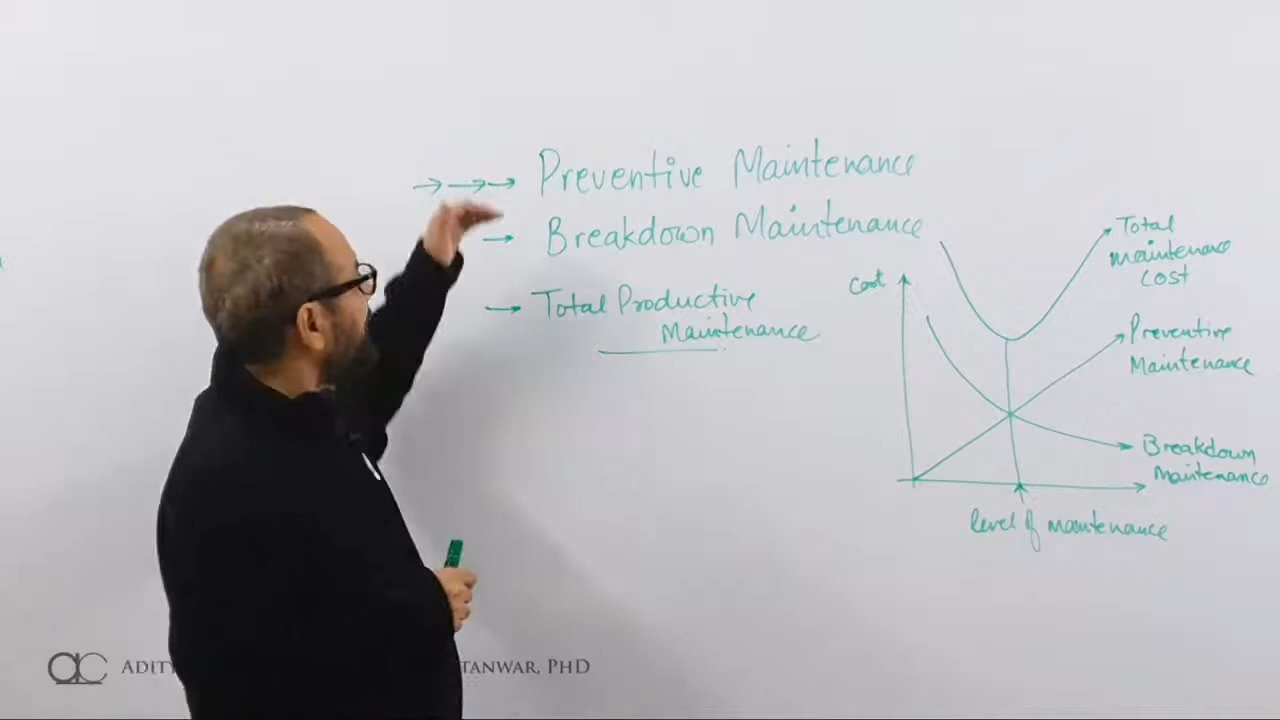 Preventive Maintenance
Breakdown Maintenance
Total Productive
Maintenance
Cost
Total
maintenance
cost
Preventive
Maintenance
Breakdown
maintenance
level of maintenance
ac
TANWAR, PHD